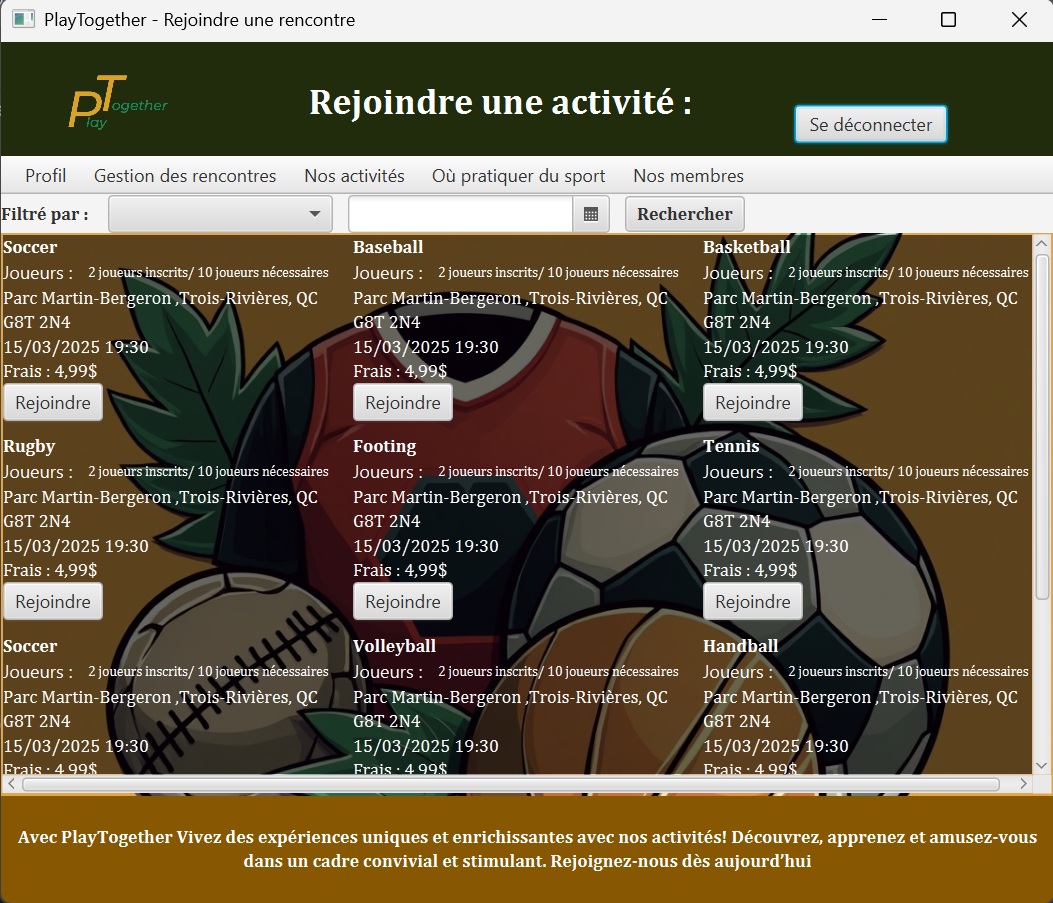 PlayTogether - Rejoindre une rencontre
PTogether
lay
Rejoindre une activité :
Se déconnecter
Profil Gestion des rencontres Nos activités Où pratiquer du sport Nos membres
Filtré par : Rechercher
Soccer Baseball Basketball
Joueurs : 2 joueurs inscrits/ 10 joueurs nécessaires Joueurs : 2 joueurs inscrits/ 10 joueurs nécessaires Joueurs : 2 joueurs inscrits/ 10 joueurs nécessaires
Parc Martin-Bergeron ,Trois-Rivières, QC Parc Martin-Bergeron ,Trois-Rivières, QC Parc Martin-Bergeron ,Trois-Rivières, QC
G8T 2N4 G8T 2N4 G8T 2N4
15/03/2025 19:30 15/03/2025 19:30 15/03/2025 19:30
Frais : 4,99$ Frais : 4,99$ Frais : 4,99$
Rejoindre Rejoindre Rejoindre
Rugby Footing Tennis
Joueurs : 2 joueurs inscrits/ 10 joueurs nécessaires Joueurs : 2 joueurs inscrits/ 10 joueurs nécessaires Joueurs : 2 joueurs inscrits/ 10 joueurs nécessaires
Parc Martin-Bergeron ,Trois-Rivières, QC Parc Martin-Bergeron ,Trois-Rivières, QC Parc Martin-Bergeron ,Trois-Rivières, QC
G8T 2N4 G8T 2N4 G8T 2N4
15/03/2025 19:30 15/03/2025 19:30 15/03/2025 19:30
Frais : 4,99$ Frais : 4,99$ Frais : 4,99$
Rejoindre Rejoindre Rejoindre
Soccer Volleyball Handball
Joueurs : 2 joueurs inscrits/ 10 joueurs nécessaires Joueurs : 2 joueurs inscrits/ 10 joueurs nécessaires Joueurs : 2 joueurs inscrits/ 10 joueurs nécessaires
Parc Martin-Bergeron ,Trois-Rivières, QC Parc Martin-Bergeron ,Trois-Rivières, QC Parc Martin-Bergeron ,Trois-Rivières, QC
G8T 2N4 G8T 2N4 G8T 2N4
15/03/2025 19:30 15/03/2025 19:30 15/03/2025 19:30
Frais : 4,99$ Frais : 4,99$ Frais : 4,99$
Avec PlayTogether Vivez des expériences uniques et enrichissantes avec nos activités! Découvrez, apprenez et amusez-vous
dans un cadre convivial et stimulant. Rejoignez-nous dès aujourd'hui